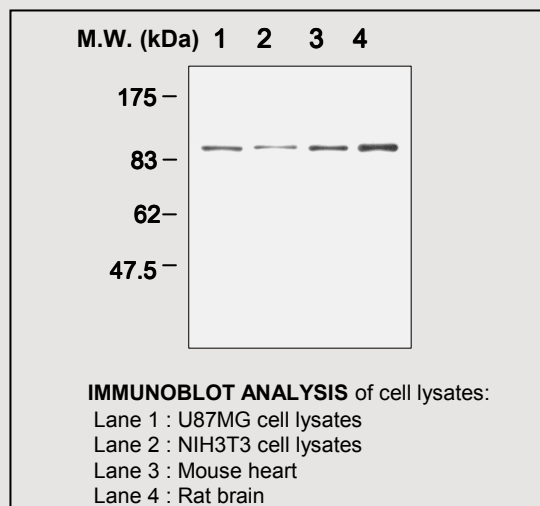 M.W. (kDa) 1 2 3 4
175
83
62
47.5
IMMUNOBLOT ANALYSIS of cell lysates:
Lane 1 : U87MG cell lysates
Lane 2 : NIH3T3 cell lysates
Lane 3 : Mouse heart
Lane 4 : Rat brain